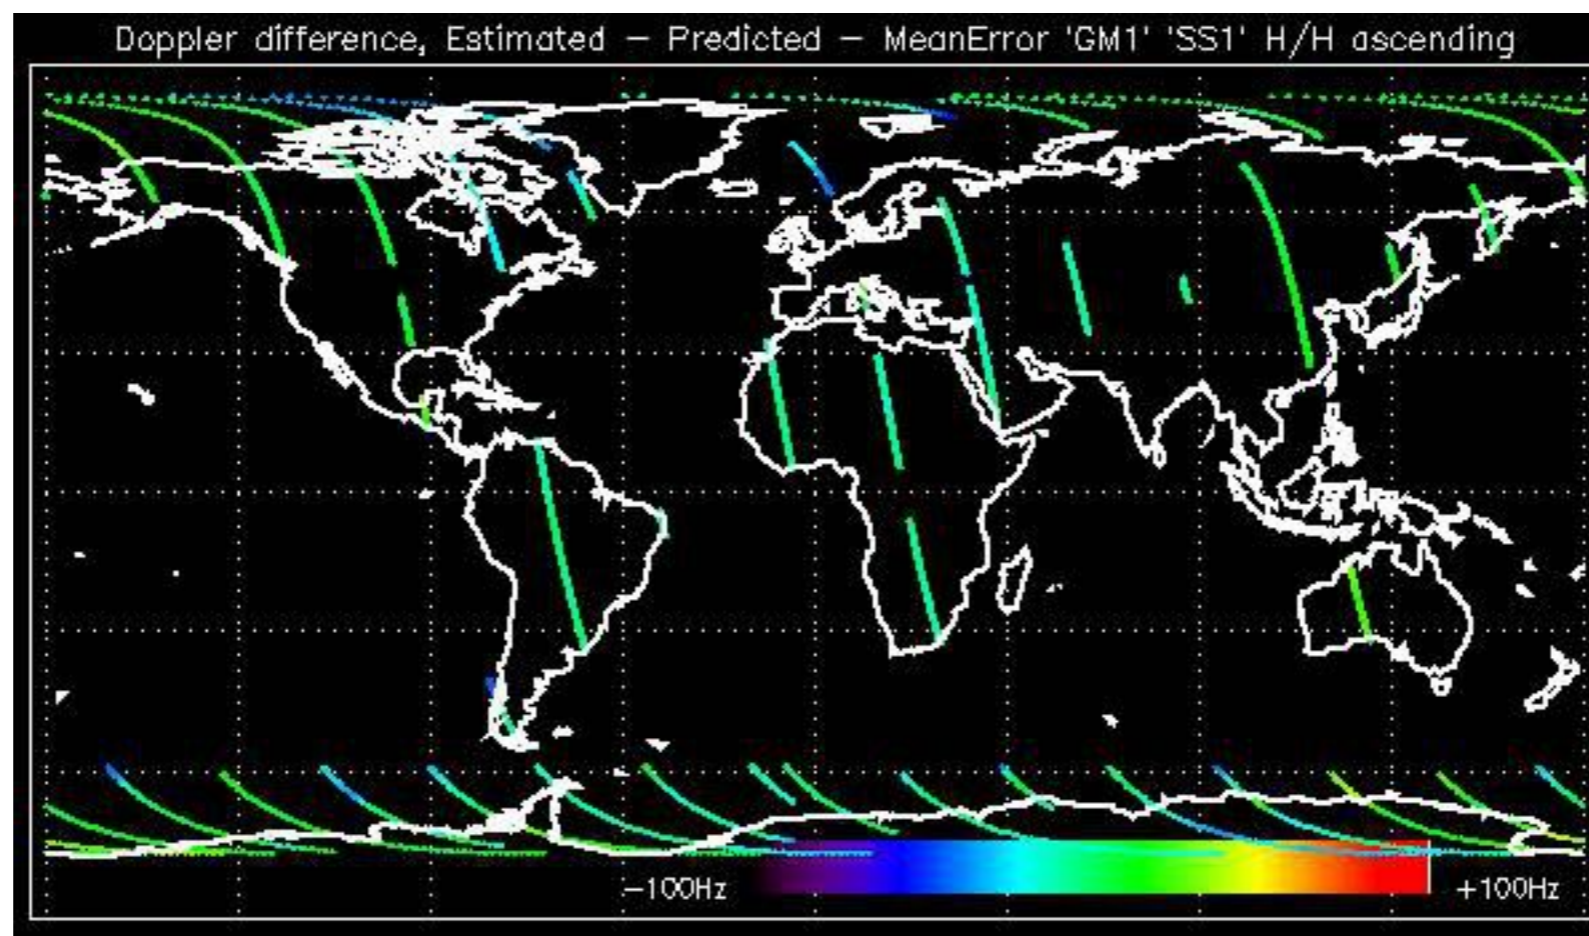 Doppler difference, Estimated – Predicted – MeanError 'GM1' 'SS1' H/H ascending
–100Hz
+100Hz